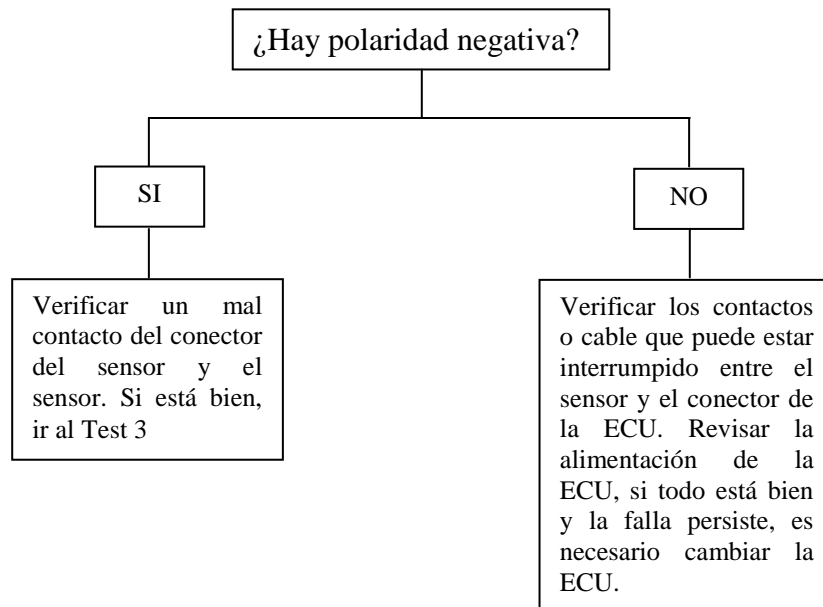 ¿Hay polaridad negativa?
SI
NO
Verificar un mal
contacto del conector
del sensor y el
sensor. Si está bien,
ir al Test 3
Verificar los contactos
o cable que puede estar
interrumpido entre el
sensor y el conector de
la ECU. Revisar la
alimentación de la
ECU, si todo está bien
y la falla persiste, es
necesario cambiar la
ECU.